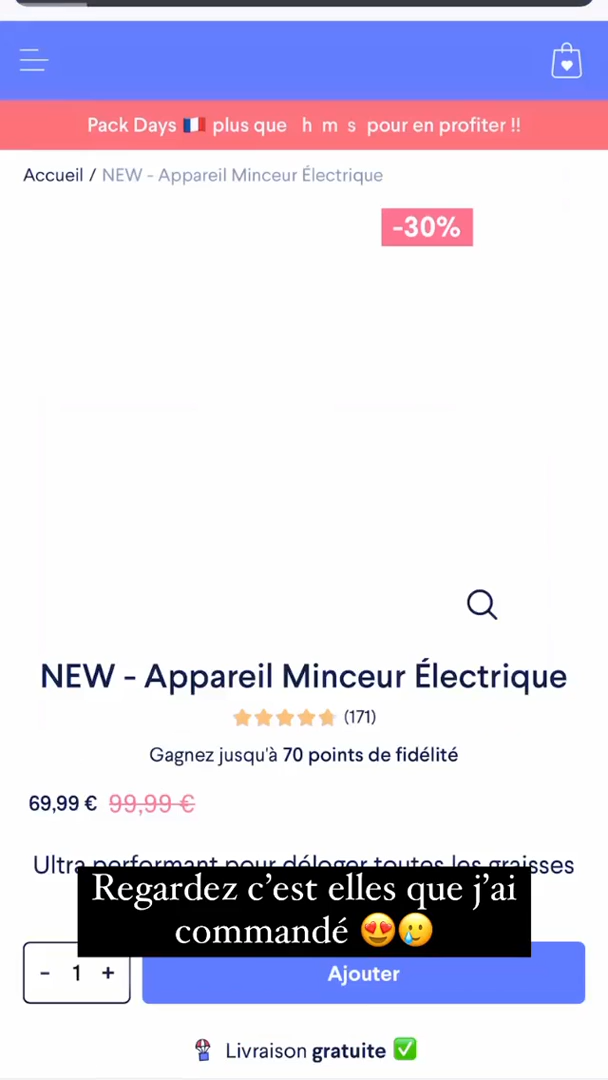 Pack Days 🇫🇷 plus que h m s pour en profiter !!
Accueil / NEW - Appareil Minceur Électrique
-30%
NEW - Appareil Minceur Électrique
(171)
Gagnez jusqu'à 70 points de fidélité
69,99 € 99,99 €
Ultra performant pour déloger toutes les graisses
Regardez c’est elles que j’ai
commandé 😍🥲
- 1 +
Ajouter
Livraison gratuite ✅